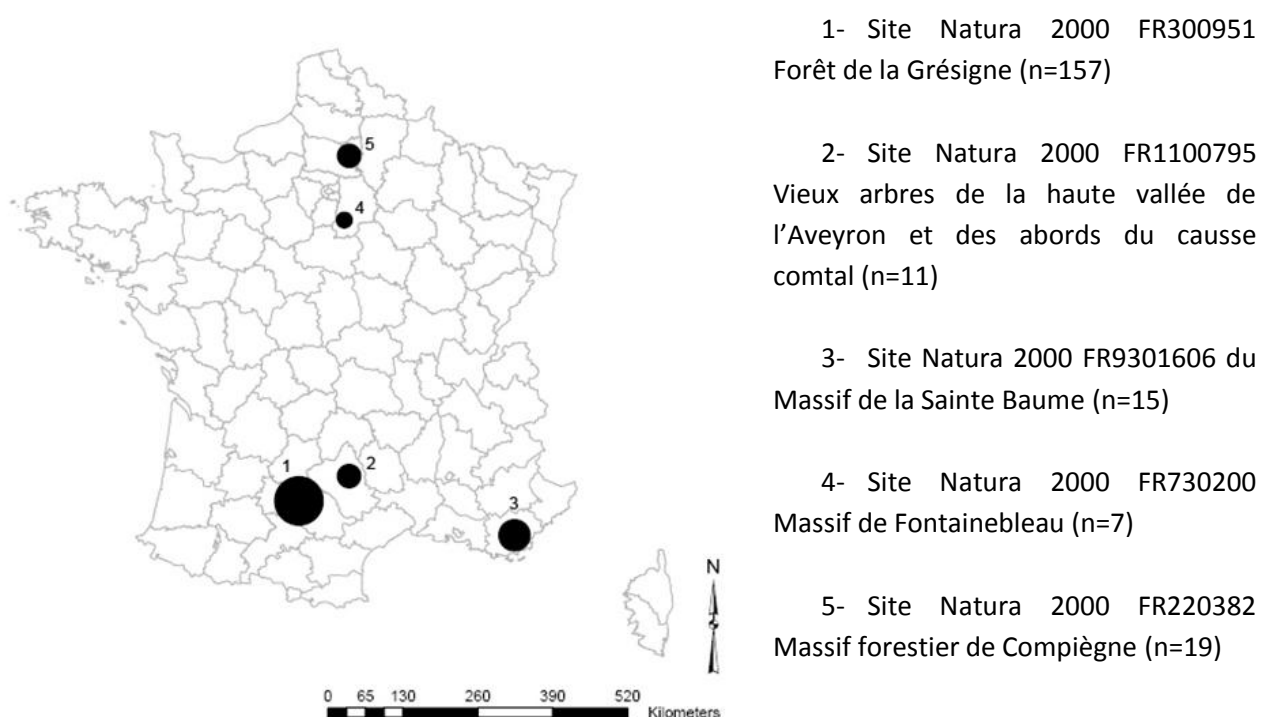 1- Site Natura 2000 FR300951
Forêt de la Grésigne (n=157)
2- Site Natura 2000 FR1100795
Vieux arbres de la haute vallée de
l’Aveyron et des abords du causse
comtal (n=11)
3- Site Natura 2000 FR9301606 du
Massif de la Sainte Baume (n=15)
4- Site Natura 2000 FR730200
Massif de Fontainebleau (n=7)
5- Site Natura 2000 FR220382
Massif forestier de Compiègne (n=19)
5
4
1
2
3
N
0 65 130 260 390 520
Kilometers